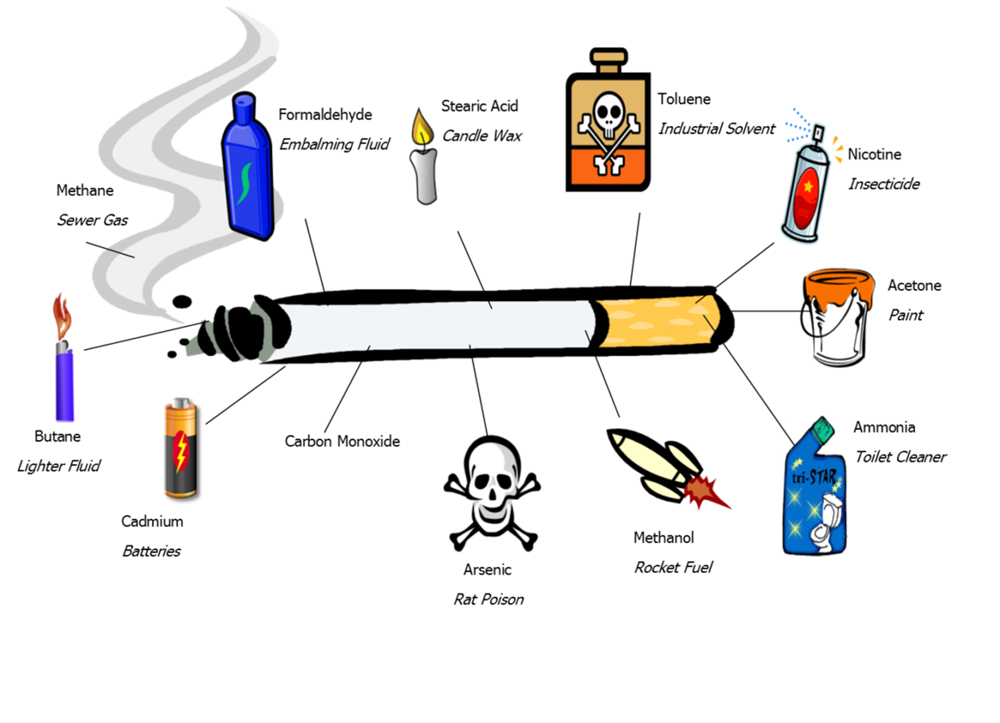 Formaldehyde
Embalming Fluid
Stearic Acid
Candle Wax
Toluene
Industrial Solvent
Nicotine
Insecticide
Methane
Sewer Gas
Acetone
Paint
Butane
Lighter Fluid
Cadmium
Batteries
Carbon Monoxide
Arsenic
Rat Poison
Methanol
Rocket Fuel
Ammonia
Toilet Cleaner
tri-STAR